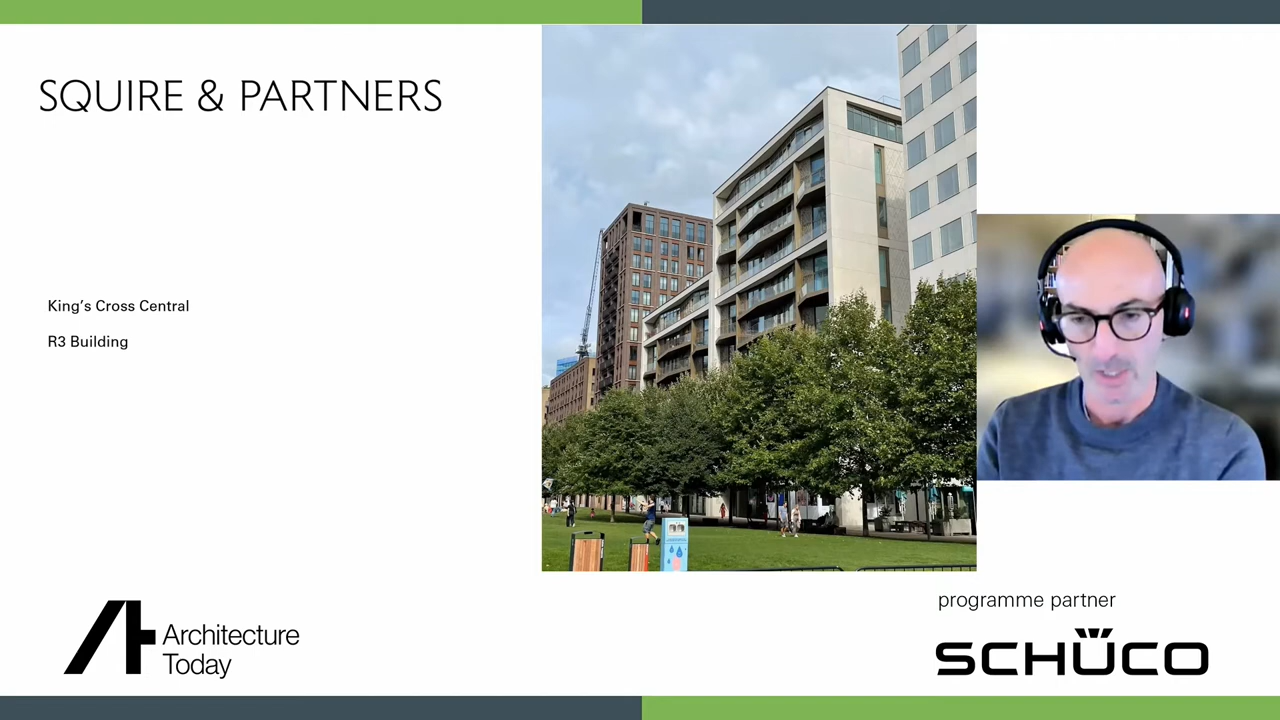 SQUIRE & PARTNERS
King's Cross Central
R3 Building
Architecture
Today
programme partner
SCHÜCO